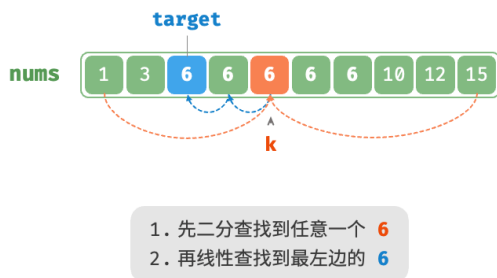 target
nums 1 3 6 6 6 6 6 10 12 15
k
1. 先二分查找到任意一个 6
2. 再线性查找到最左边的 6